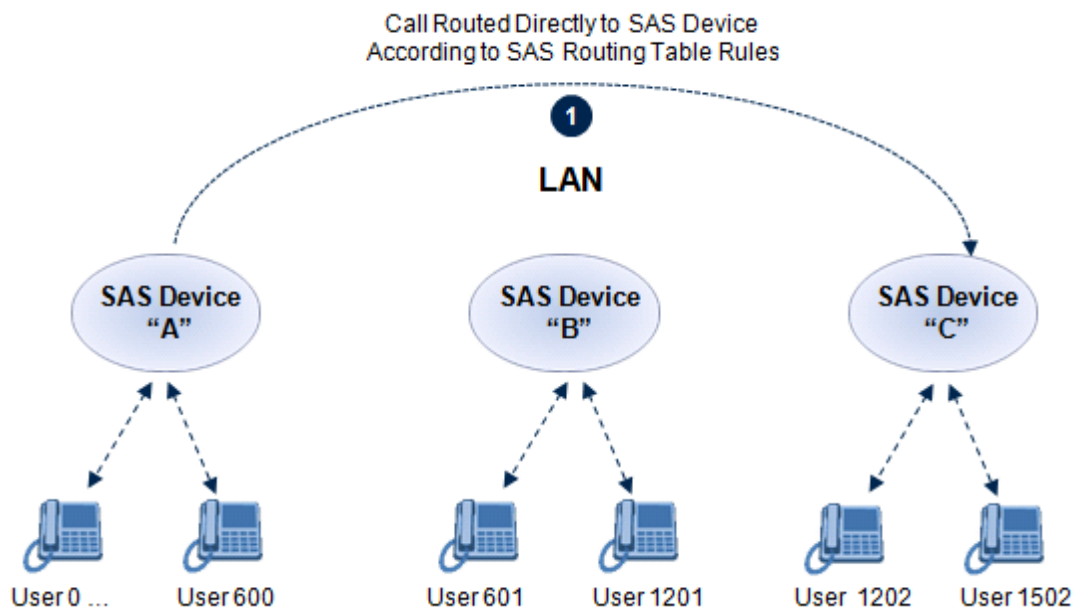 Call Routed Directly to SAS Device
According to SAS Routing Table Rules
1
LAN
SAS Device
“A”
SAS Device
“B”
SAS Device
“C”
User 0 ...
User 600
User 601
User 1201
User 1202
User 1502